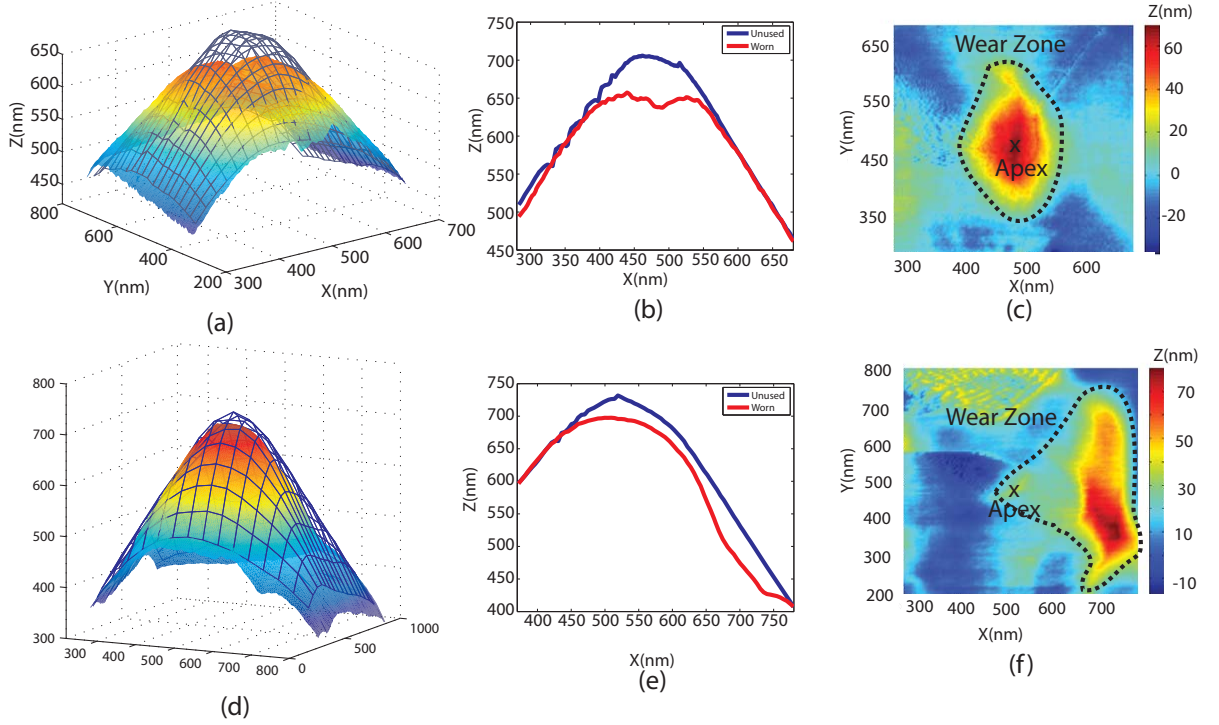 650
600
550
500
450
Z(nm)
800
600
400
200
Y(nm)
300
400
500
600
700
X(nm)
(a)
750
700
650
600
550
500
450
Z(nm)
Unused
Worn
300 350 400 450 500 550 600 650
X(nm)
(b)
Z(nm)
650
550
450
350
Y(nm)
Wear Zone
x
Apex
300 400 500 600
X(nm)
60
40
20
0
-20
(c)
800
700
600
500
400
300
300 400 500 600 700 800
0
500
1000
(d)
750
700
650
600
550
500
450
400
Z(nm)
Unused
Worn
400 450 500 550 600 650 700 750
X(nm)
(e)
Z(nm)
800
700
600
500
400
300
200
Y(nm)
Wear Zone
x
Apex
300 400 500 700
X(nm)
70
50
30
10
-10
(f)